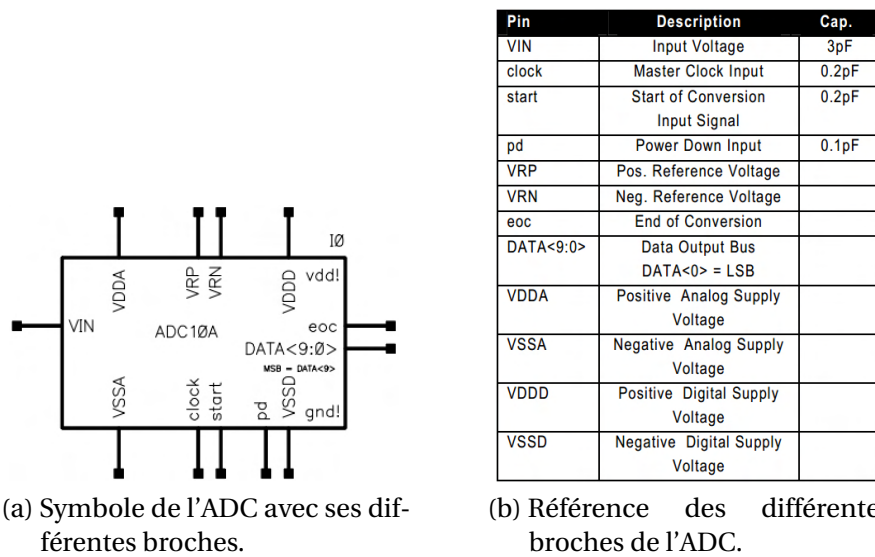 IØ
VDDA
VRP
VRN
VDDD
vdd!
VIN
ADC1ØA
eoc
DATA<9:Ø>
MSB = DATA<9>
VSSA
clock
start
pd
VSSD
gnd!
(a) Symbole de l'ADC avec ses dif-
férentes broches.
Pin Description Cap.
VIN Input Voltage 3pF
clock Master Clock Input 0.2pF
start Start of Conversion 0.2pF
Input Signal
pd Power Down Input 0.1pF
VRP Pos. Reference Voltage
VRN Neg. Reference Voltage
eoc End of Conversion
DATA<9:0> Data Output Bus
DATA<0> = LSB
VDDA Positive Analog Supply
Voltage
VSSA Negative Analog Supply
Voltage
VDDD Positive Digital Supply
Voltage
VSSD Negative Digital Supply
Voltage
(b) Référence des différente
broches de l'ADC.